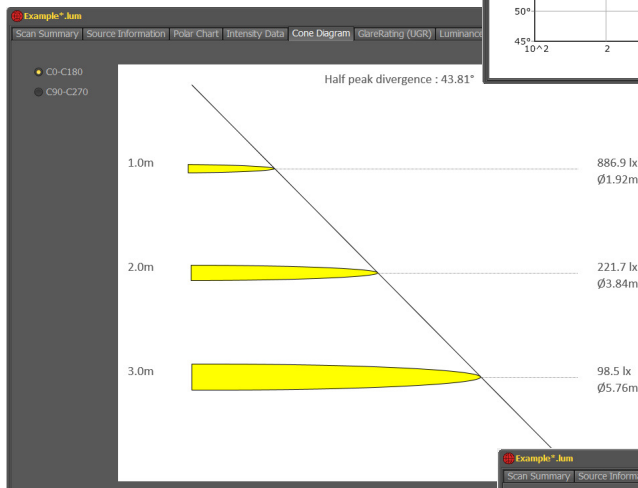 50°
45°
10^2 2
Example*.lum
Scan Summary Source Information Polar Chart Intensity Data Cone Diagram GlareRating (UGR) Luminance
C0-C180
C90-C270
Half peak divergence : 43.81°
1.0m
886.9 lx
Ø1.92m
2.0m
221.7 lx
Ø3.84m
3.0m
98.5 lx
Ø5.76m
Example*.lum
Scan Summary Source Inform